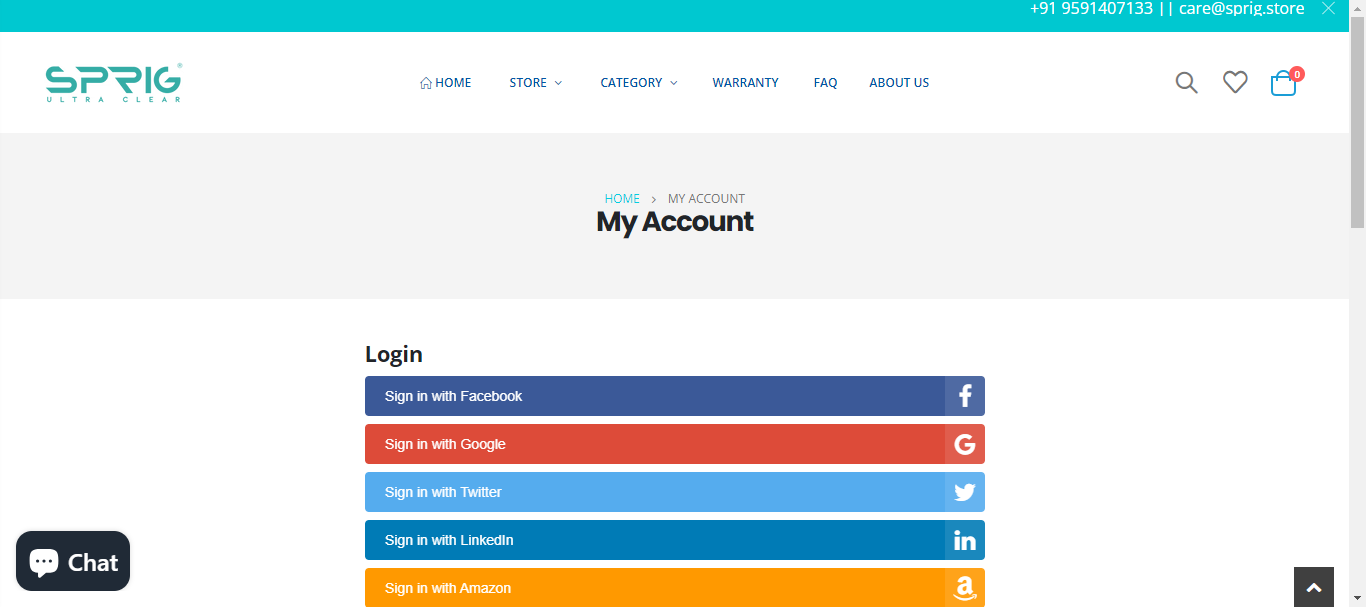 +91 9591407133 || care@sprig.store
SPRIG®
ULTRA CLEAR
HOME STORE CATEGORY WARRANTY FAQ ABOUT US
0
HOME > MY ACCOUNT
My Account
Login
Sign in with Facebook
Sign in with Google
Sign in with Twitter
Sign in with LinkedIn
Sign in with Amazon
Chat